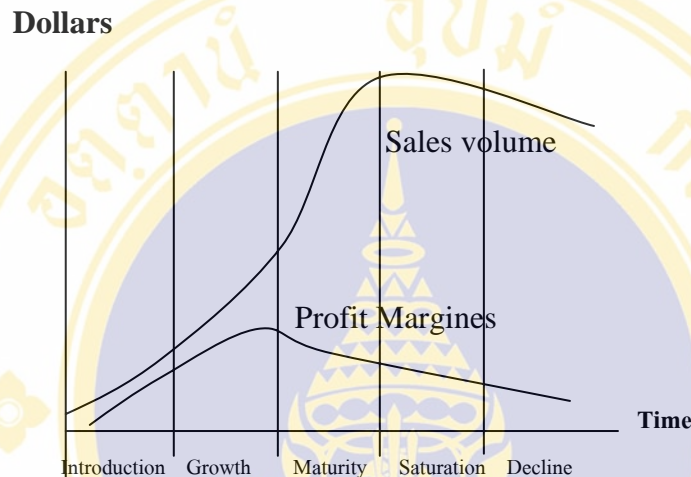 Dollars
Sales volume
Profit Margines
Time
Introduction Growth Maturity Saturation Decline